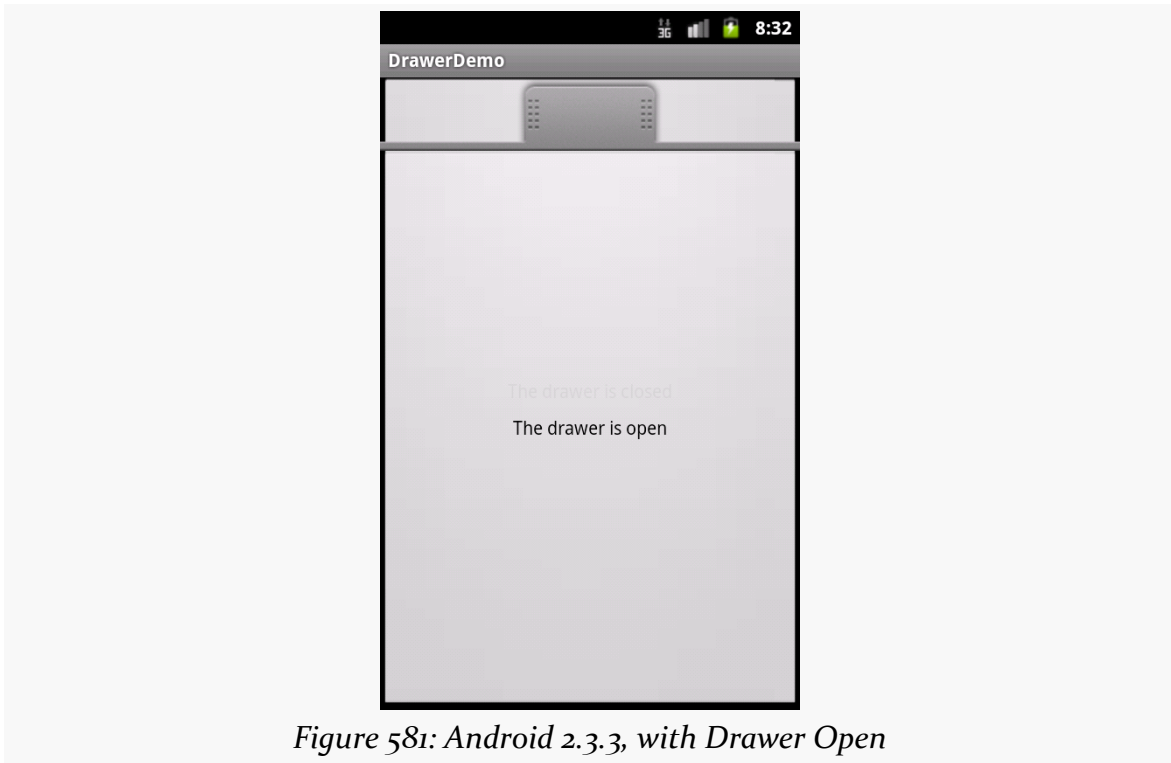 3G 8:32
DrawerDemo
The drawer is closed
The drawer is open
Figure 581: Android 2.3.3, with Drawer Open